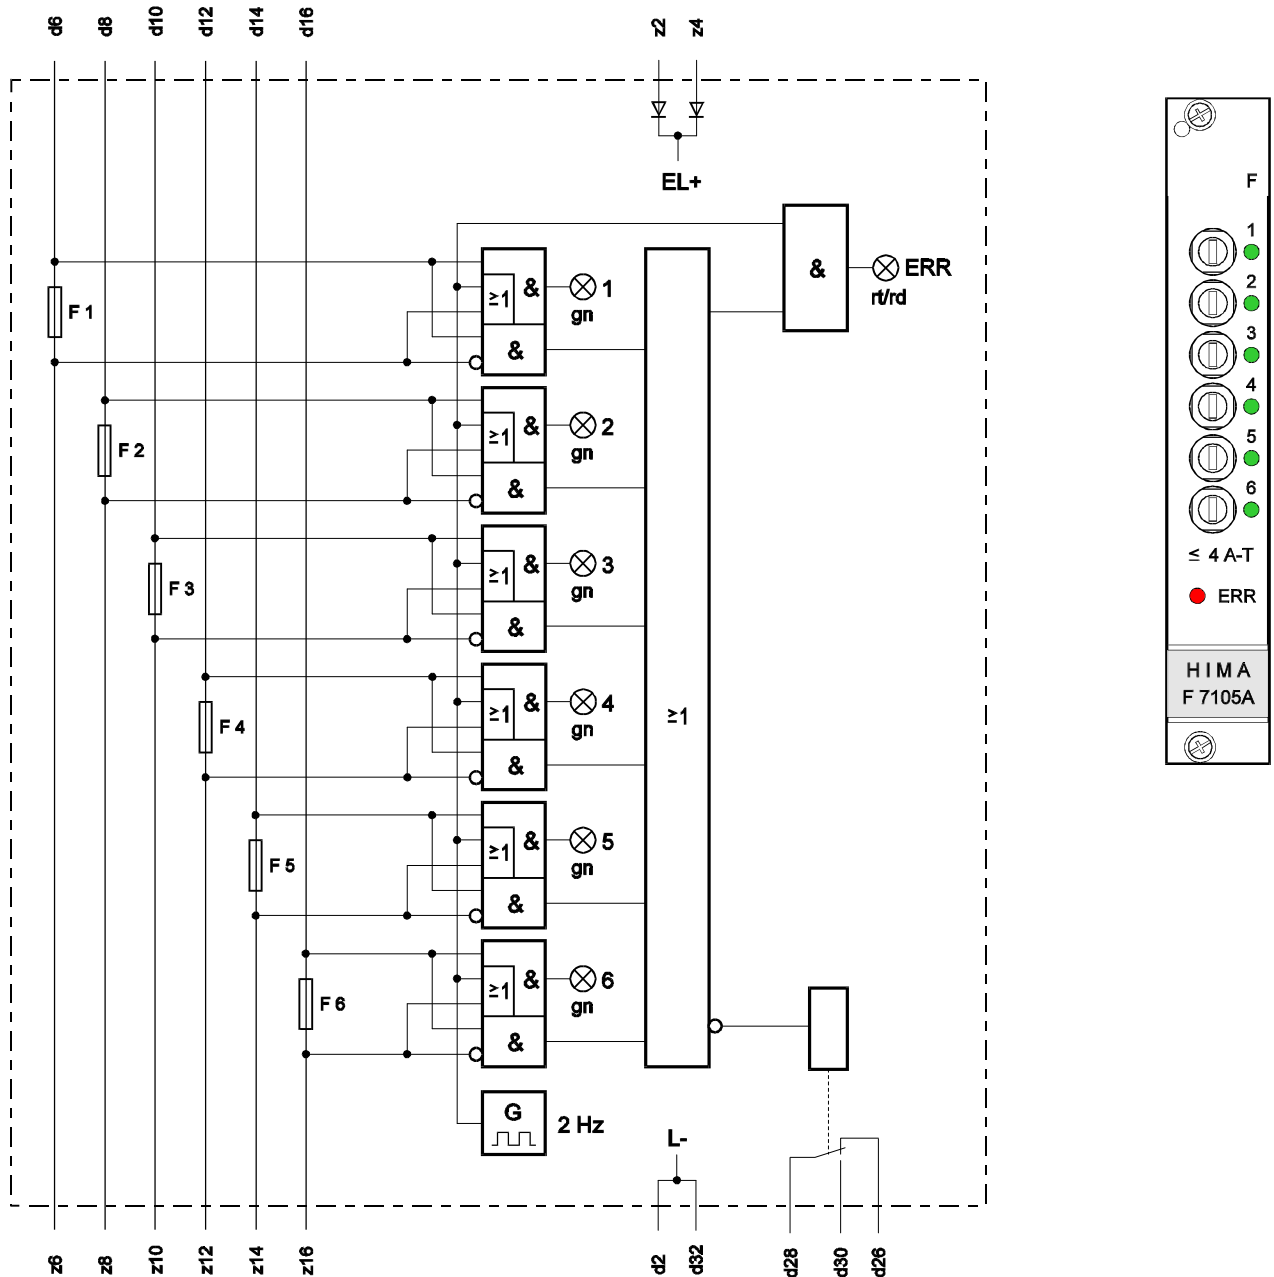 d6 d8 d10 d12 d14 d16 z2 z4
EL+
& ERR
rt/rd
F 1
≥1 & 1
gn
&
F 2
≥1 & 2
gn
&
F 3
≥1 & 3
gn
&
F 4
≥1 & 4
gn
&
F 5
≥1 & 5
gn
&
F 6
≥1 & 6
gn
&
≥1
G 2 Hz
L-
z6 z8 z10 z12 z14 z16 d2 d32 d28 d30 d26
F
1
2
3
4
5
6
≤ 4 A-T
ERR
HIMA
F 7105A